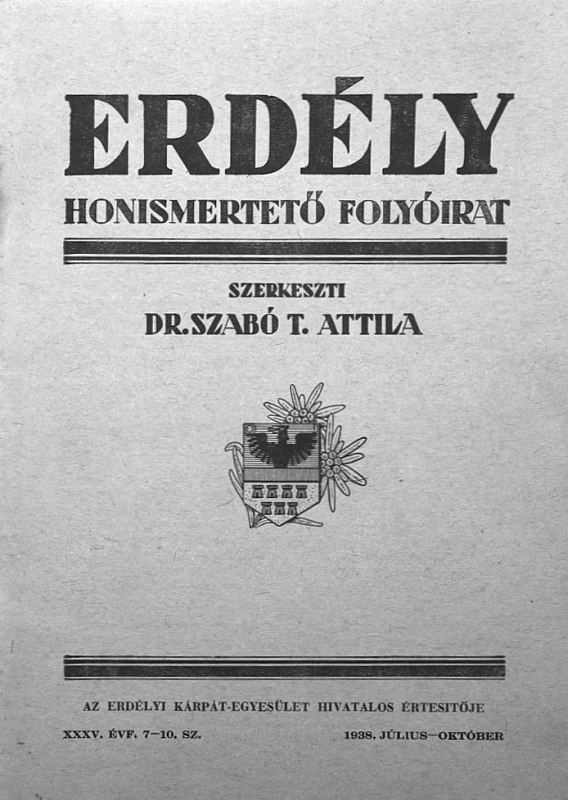 ERDÉLY
HONISMERTETŐ FOLYÓIRAT
SZERKESZTI
DR. SZABÓ T. ATTILA
AZ ERDÉLYI KÁRPÁT-EGYESÜLET HIVATALOS ÉRTESITŐJE
XXXV. ÉVF. 7—10. SZ.
1938. JÚLIUS—OKTÓBER